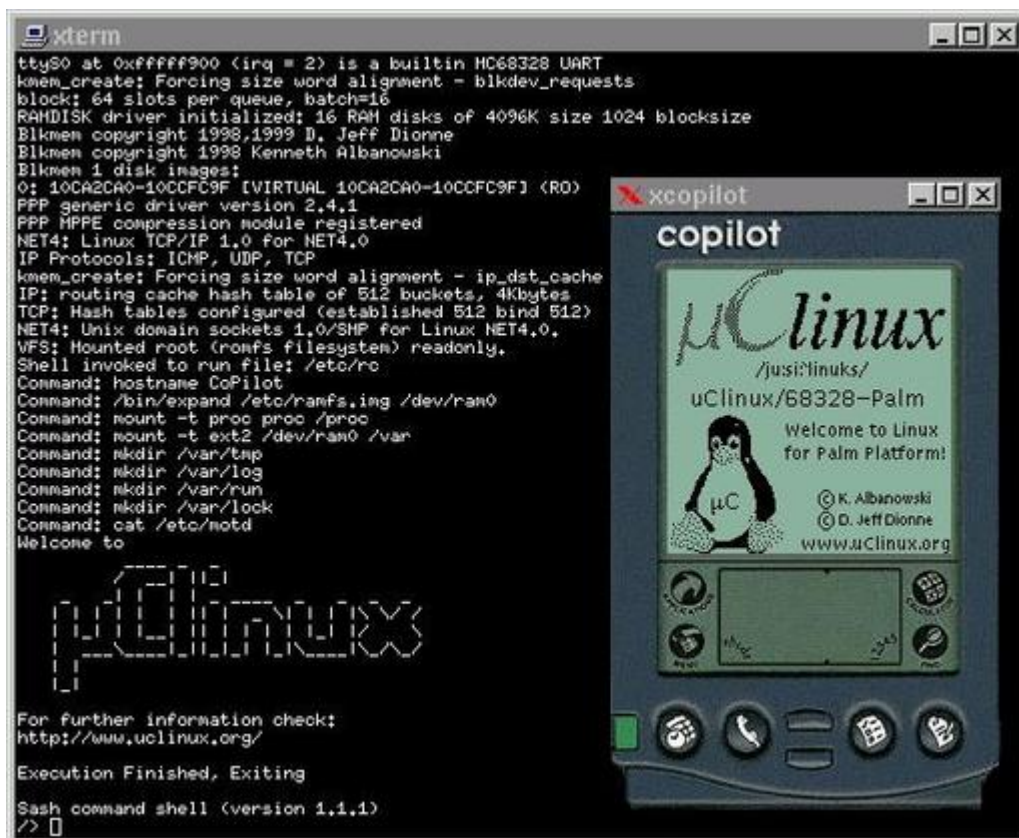 xterm
ttyS0 at 0xfffff900 (irq = 2) is a builtin MC68328 UART
kmem_create: Forcing size word alignment - blkdev_requests
block: 64 slots per queue, batch=16
RAMDISK driver initialized: 16 RAM disks of 4096K size 1024 blocksize
Blkmem copyright 1998,1999 D. Jeff Dionne
Blkmem copyright 1998 Kenneth Albanowski
Blkmem 1 disk images:
0: 10CA2CA0-10CCFC9F [VIRTUAL 10CA2CA0-10CCFC9F] (RO)
PPP generic driver version 2.4.1
PPP MPPE compression module registered
NET4: Linux TCP/IP 1.0 for NET4.0
IP Protocols: ICMP, UDP, TCP
kmem_create: Forcing size word alignment - ip_dst_cache
IP: routing cache hash table of 512 buckets, 4Kbytes
TCP: Hash tables configured (established 512 bind 512)
NET4: Unix domain sockets 1.0/SMP for Linux NET4.0.
VFS: Mounted root (romfs filesystem) readonly.
Shell invoked to run file: /etc/rc
Command: hostname CoPilot
Command: /bin/expand /etc/ramfs.img /dev/ram0
Command: mount -t proc proc /proc
Command: mount -t ext2 /dev/ram0 /var
Command: mkdir /var/tmp
Command: mkdir /var/log
Command: mkdir /var/run
Command: mkdir /var/lock
Command: cat /etc/motd
Welcome to
µClinux
For further information check:
http://www.uclinux.org/
Execution Finished, Exiting
Sash command shell (version 1.1.1)
/>
xcopilot
copilot
µClinux
/ju:si:'linuks/
uClinux/68328-Palm
Welcome to Linux
for Palm Platform!
µC
© K. Albanowski
© D. Jeff Dionne
www.uClinux.org
APPLICATIONS
CALCULATOR
MENU
FIND